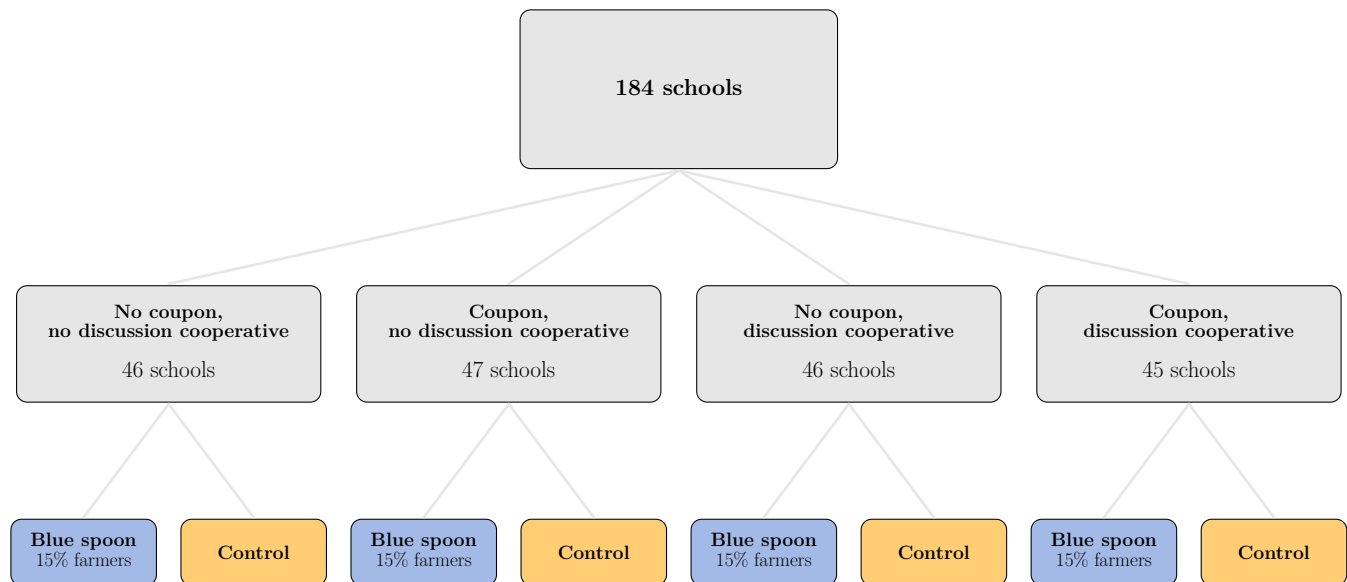 184 schools
No coupon,
no discussion cooperative
46 schools
Coupon,
no discussion cooperative
47 schools
No coupon,
discussion cooperative
46 schools
Coupon,
discussion cooperative
45 schools
Blue spoon
15% farmers
Control
Blue spoon
15% farmers
Control
Blue spoon
15% farmers
Control
Blue spoon
15% farmers
Control